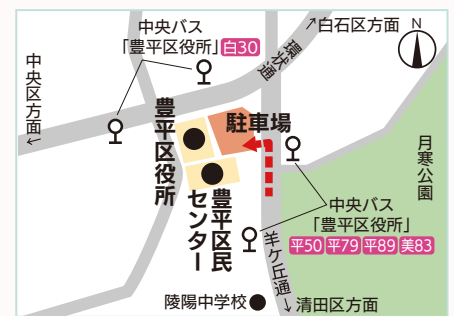 中央バス
「豊平区役所」白30
↗白石区方面
N
環状通
中央区方面←
豊平区役所
駐車場
月寒公園
中央バス
「豊平区役所」
平50 平79 平89 美83
豊平区民
センター
羊ケ丘通
陵陽中学校
↓清田区方面